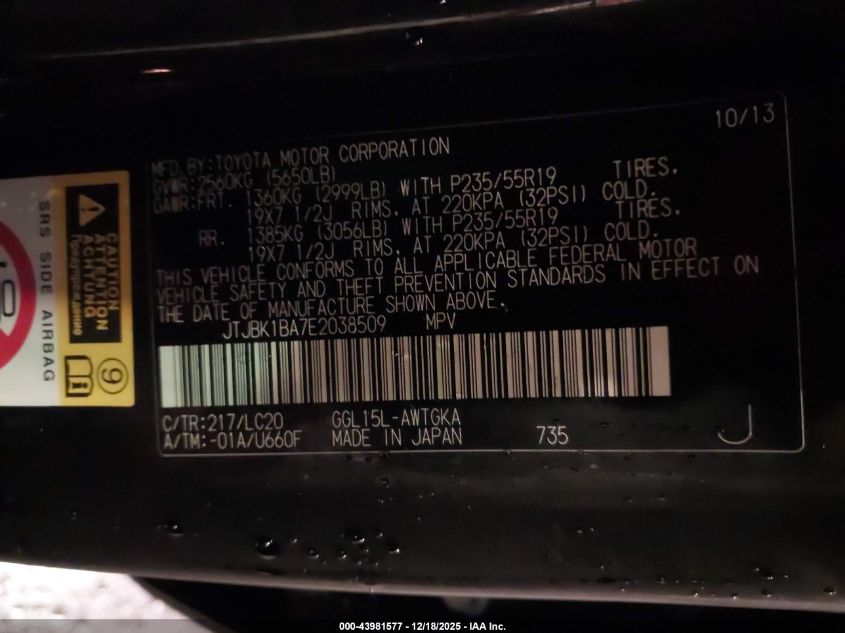 10/13
MFD.BY:TOYOTA MOTOR CORPORATION
GVWR:2560KG (5650LB)
GAWR:FRT. 1360KG (2999LB) WITH P235/55R19 TIRES,
19X7 1/2J RIMS, AT 220KPA (32PSI) COLD.
RR. 1385KG (3056LB) WITH P235/55R19 TIRES,
19X7 1/2J RIMS, AT 220KPA (32PSI) COLD.
THIS VEHICLE CONFORMS TO ALL APPLICABLE FEDERAL MOTOR
VEHICLE SAFETY AND THEFT PREVENTION STANDARDS IN EFFECT ON
THE DATE OF MANUFACTURE SHOWN ABOVE.
JTJBK1BA7E2038509 MPV
C/TR:217/LC20 GGL15L-AWTGKA
A/TM:-01A/U660F MADE IN JAPAN 735 J
CAUTION
ATTENTION
ACHTUNG
Предупреждение
SRS SIDE AIRBAG
9
000-43981577 - 12/18/2025 - IAA Inc.